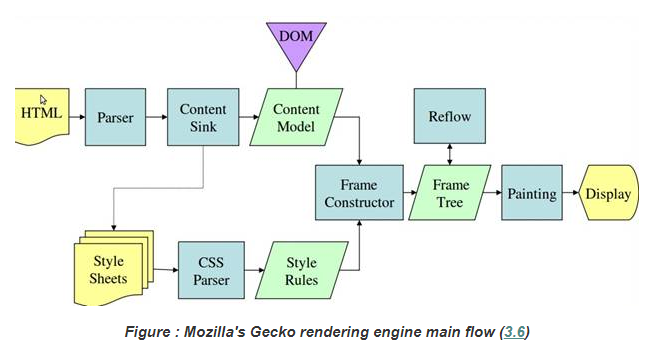 DOM
HTML
Parser
Content
Sink
Content
Model
Reflow
Frame
Constructor
Frame
Tree
Painting
Display
Style
Sheets
CSS
Parser
Style
Rules
Figure : Mozilla's Gecko rendering engine main flow (3.6)